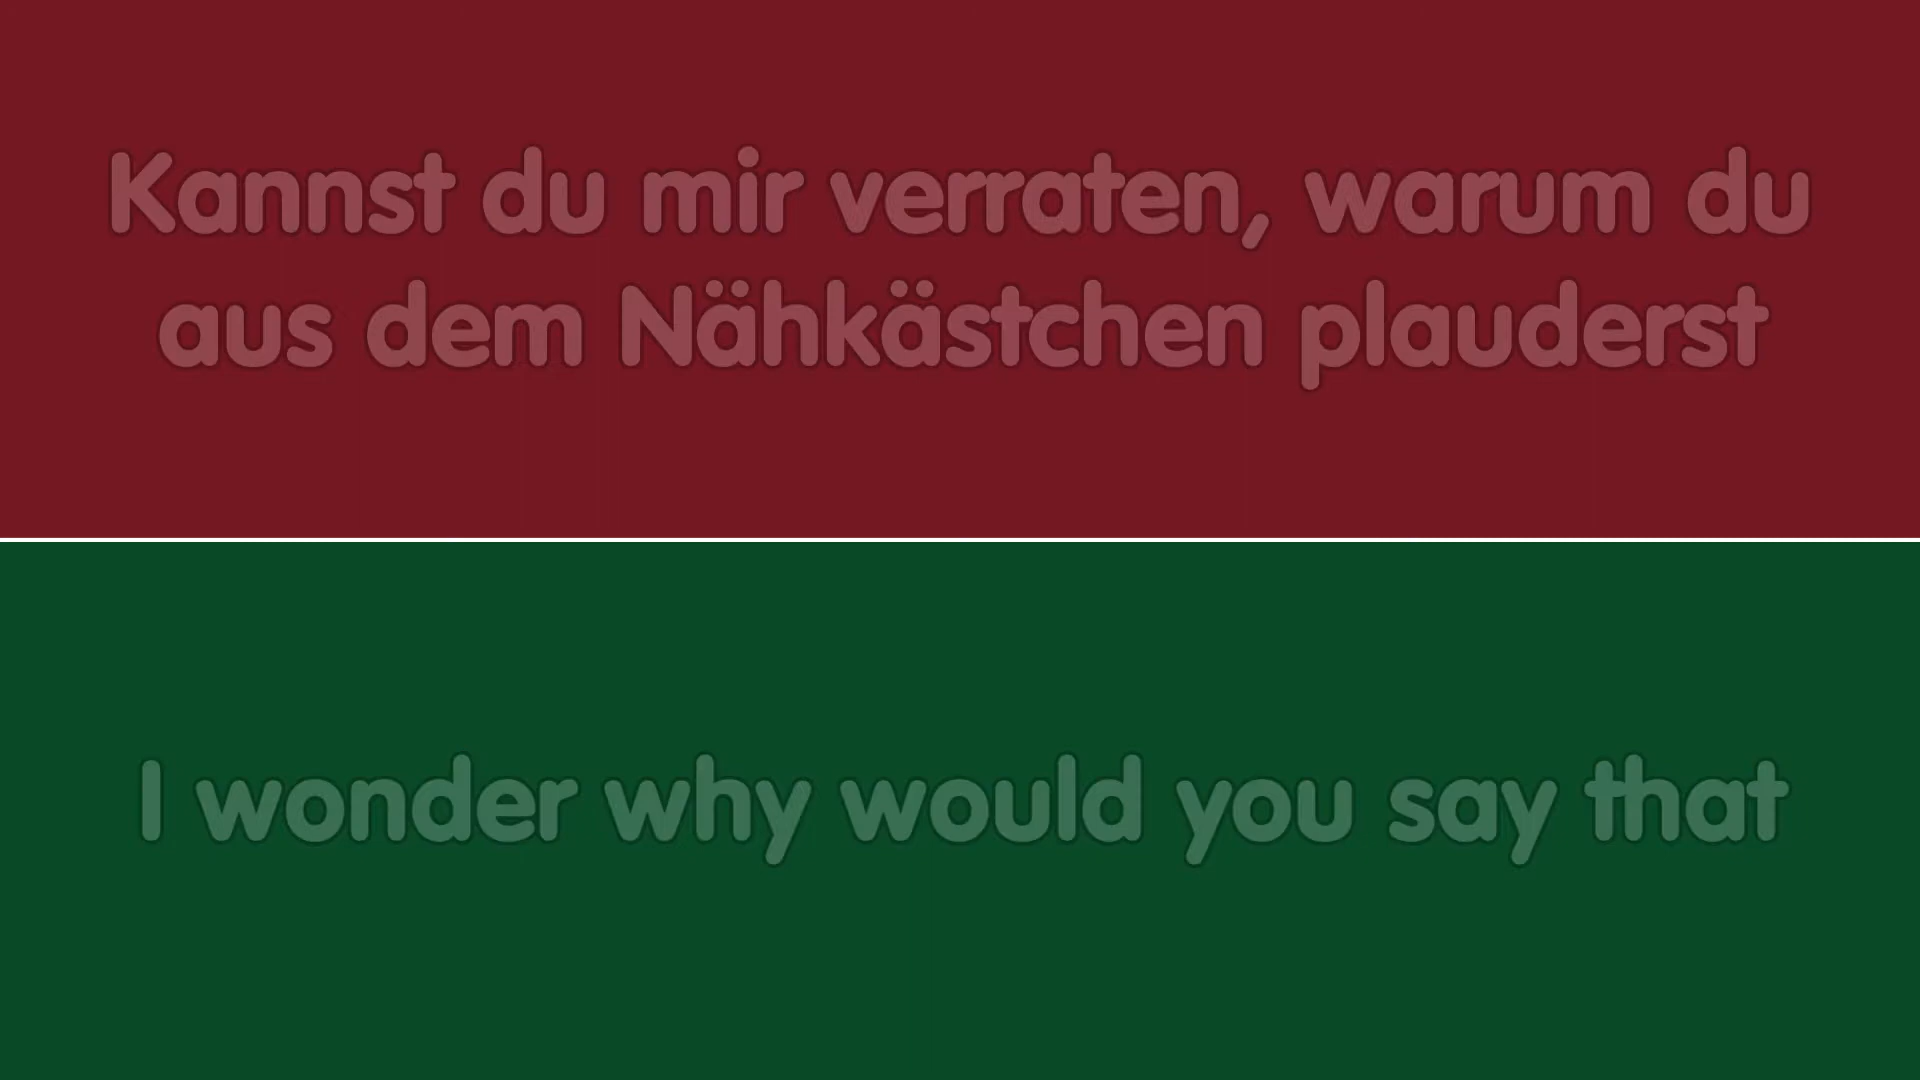 Kannst du mir verraten, warum du
aus dem Nähkästchen plauderst
I wonder why would you say that